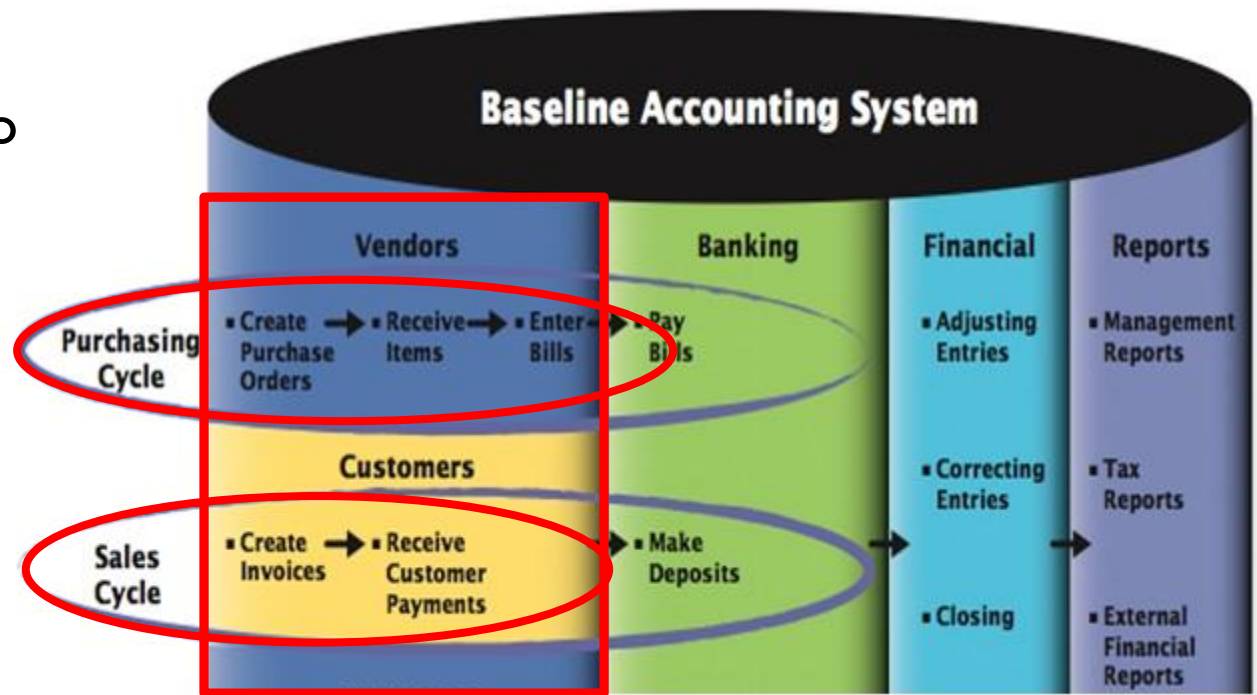 Baseline Accounting System
Vendors
Banking
Financial
Reports
Purchasing
Cycle
▪ Create
Purchase
Orders
▪ Receive
Items
▪ Enter
Bills
▪ Pay
Bills
▪ Adjusting
Entries
▪ Management
Reports
Customers
▪ Correcting
Entries
▪ Tax
Reports
Sales
Cycle
▪ Create
Invoices
▪ Receive
Customer
Payments
▪ Make
Deposits
▪ Closing
▪ External
Financial
Reports